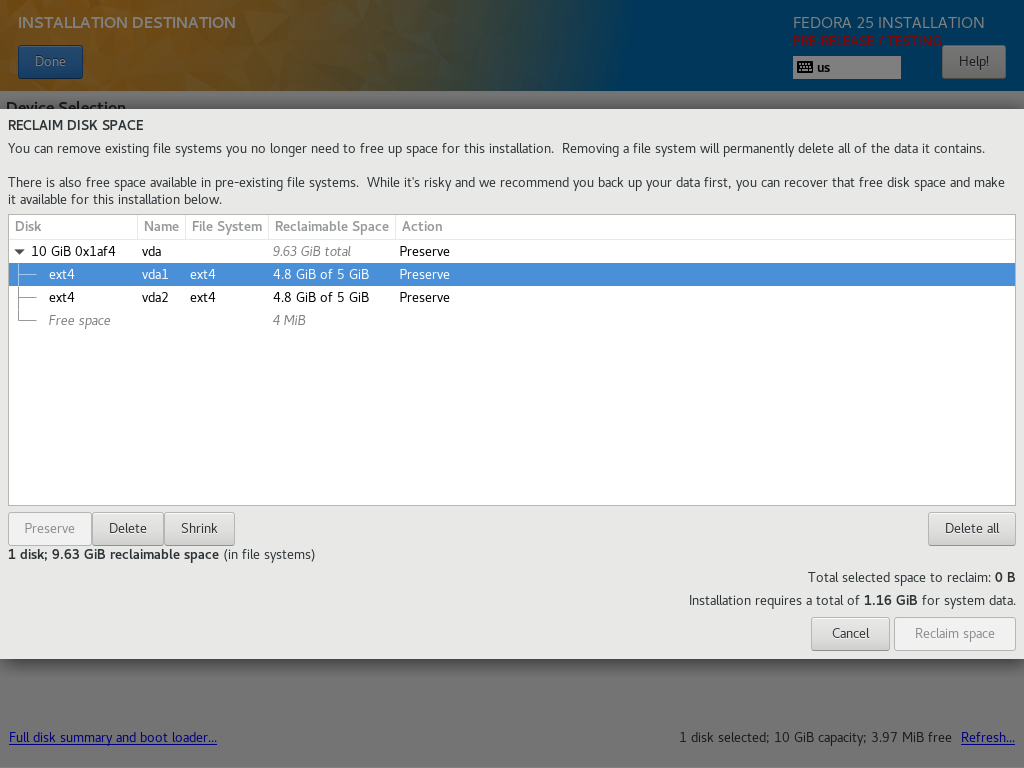 INSTALLATION DESTINATION
FEDORA 25 INSTALLATION
PRE-RELEASE / TESTING
Done
us
Help!
Device Selection
RECLAIM DISK SPACE
You can remove existing file systems you no longer need to free up space for this installation.  Removing a file system will permanently delete all of the data it contains.
There is also free space available in pre-existing file systems.  While it's risky and we recommend you back up your data first, you can recover that free disk space and make
it available for this installation below.
Disk Name File System Reclaimable Space Action
10 GiB 0x1af4 vda 9.63 GiB total Preserve
ext4 vda1 ext4 4.8 GiB of 5 GiB Preserve
ext4 vda2 ext4 4.8 GiB of 5 GiB Preserve
Free space 4 MiB
Preserve Delete Shrink Delete all
1 disk; 9.63 GiB reclaimable space (in file systems)
Total selected space to reclaim: 0 B
Installation requires a total of 1.16 GiB for system data.
Cancel Reclaim space
Full disk summary and boot loader... 1 disk selected; 10 GiB capacity; 3.97 MiB free Refresh...